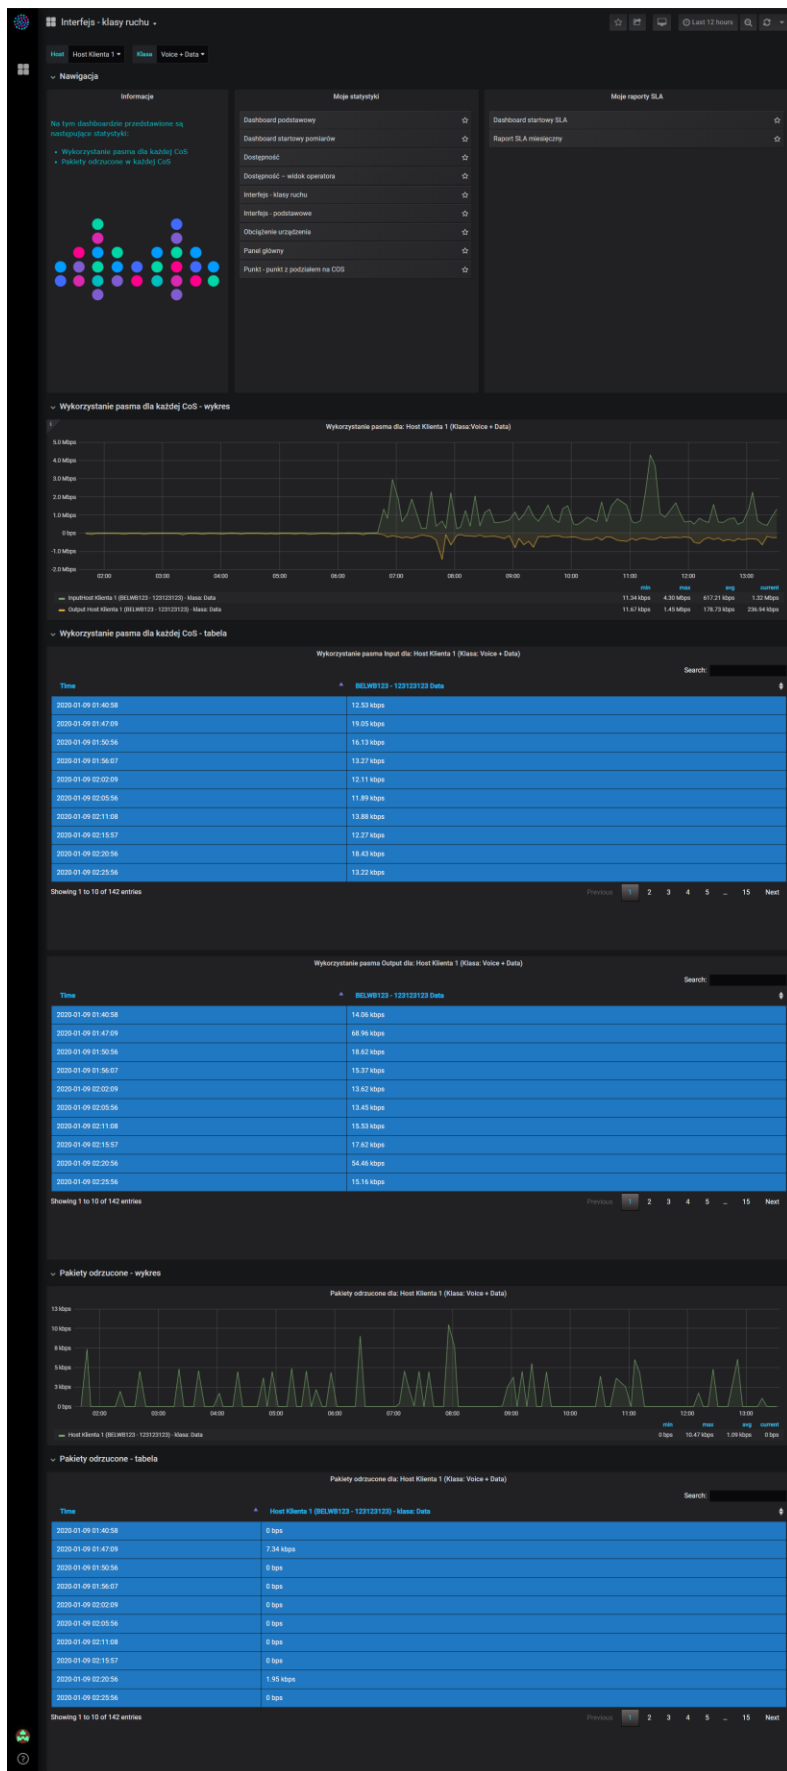 Interfejs - klasy ruchu
Last 12 hours
Host Host Klienta 1 Klasa Voice + Data
Nawigacja
Informacje
Na tym dashboardzie przedstawione są
następujące statystyki:
• Wykorzystanie pasma dla każdej CoS
• Pakiety odrzucone w każdej CoS
Moje statystyki
Dashboard podstawowy
Dashboard startowy pomiarów
Dostępność
Dostępność – widok operatora
Interfejs - klasy ruchu
Interfejs - podstawowe
Obciążenie urządzenia
Panel główny
Punkt - punkt z podziałem na COS
Moje raporty SLA
Dashboard startowy SLA
Raport SLA miesięczny
Wykorzystanie pasma dla każdej CoS - wykres
Wykorzystanie pasma dla: Host Klienta 1 (Klasa:Voice + Data)
5.0 Mbps
4.0 Mbps
3.0 Mbps
2.0 Mbps
1.0 Mbps
0 bps
-1.0 Mbps
-2.0 Mbps
02:00 03:00 04:00 05:00 06:00 07:00 08:00 09:00 10:00 11:00 12:00 13:00
min max avg current
InputHost Klienta 1 (BELWB123 - 123123123) - klasa: Data 11.34 kbps 4.30 Mbps 617.21 kbps 1.32 Mbps
Output Host Klienta 1 (BELWB123 - 123123123) - klasa: Data 11.67 kbps 1.45 Mbps 178.73 kbps 236.94 kbps
Wykorzystanie pasma dla każdej CoS - tabela
Wykorzystanie pasma Input dla: Host Klienta 1 (Klasa: Voice + Data)
Search:
Time BELWB123 - 123123123 Data
2020-01-09 01:40:58 12.53 kbps
2020-01-09 01:47:09 19.05 kbps
2020-01-09 01:50:56 16.13 kbps
2020-01-09 01:56:07 13.27 kbps
2020-01-09 02:02:09 12.11 kbps
2020-01-09 02:05:56 11.89 kbps
2020-01-09 02:11:08 13.88 kbps
2020-01-09 02:15:57 12.27 kbps
2020-01-09 02:20:56 18.43 kbps
2020-01-09 02:25:56 13.22 kbps
Showing 1 to 10 of 142 entries Previous 1 2 3 4 5 … 15 Next
Wykorzystanie pasma Output dla: Host Klienta 1 (Klasa: Voice + Data)
Search:
Time BELWB123 - 123123123 Data
2020-01-09 01:40:58 14.06 kbps
2020-01-09 01:47:09 68.96 kbps
2020-01-09 01:50:56 18.62 kbps
2020-01-09 01:56:07 15.37 kbps
2020-01-09 02:02:09 13.62 kbps
2020-01-09 02:05:56 13.45 kbps
2020-01-09 02:11:08 15.53 kbps
2020-01-09 02:15:57 17.62 kbps
2020-01-09 02:20:56 54.46 kbps
2020-01-09 02:25:56 15.16 kbps
Showing 1 to 10 of 142 entries Previous 1 2 3 4 5 … 15 Next
Pakiety odrzucone - wykres
Pakiety odrzucone dla: Host Klienta 1 (Klasa: Voice + Data)
13 kbps
10 kbps
8 kbps
5 kbps
3 kbps
0 bps
02:00 03:00 04:00 05:00 06:00 07:00 08:00 09:00 10:00 11:00 12:00 13:00
min max avg current
Host Klienta 1 (BELWB123 - 123123123) - klasa: Data 0 bps 10.47 kbps 1.09 kbps 0 bps
Pakiety odrzucone - tabela
Pakiety odrzucone dla: Host Klienta 1 (Klasa: Voice + Data)
Search:
Time Host Klienta 1 (BELWB123 - 123123123) - klasa: Data
2020-01-09 01:40:58 0 bps
2020-01-09 01:47:09 7.34 kbps
2020-01-09 01:50:56 0 bps
2020-01-09 01:56:07 0 bps
2020-01-09 02:02:09 0 bps
2020-01-09 02:05:56 0 bps
2020-01-09 02:11:08 0 bps
2020-01-09 02:15:57 0 bps
2020-01-09 02:20:56 1.95 kbps
2020-01-09 02:25:56 0 bps
Showing 1 to 10 of 142 entries Previous 1 2 3 4 5 … 15 Next